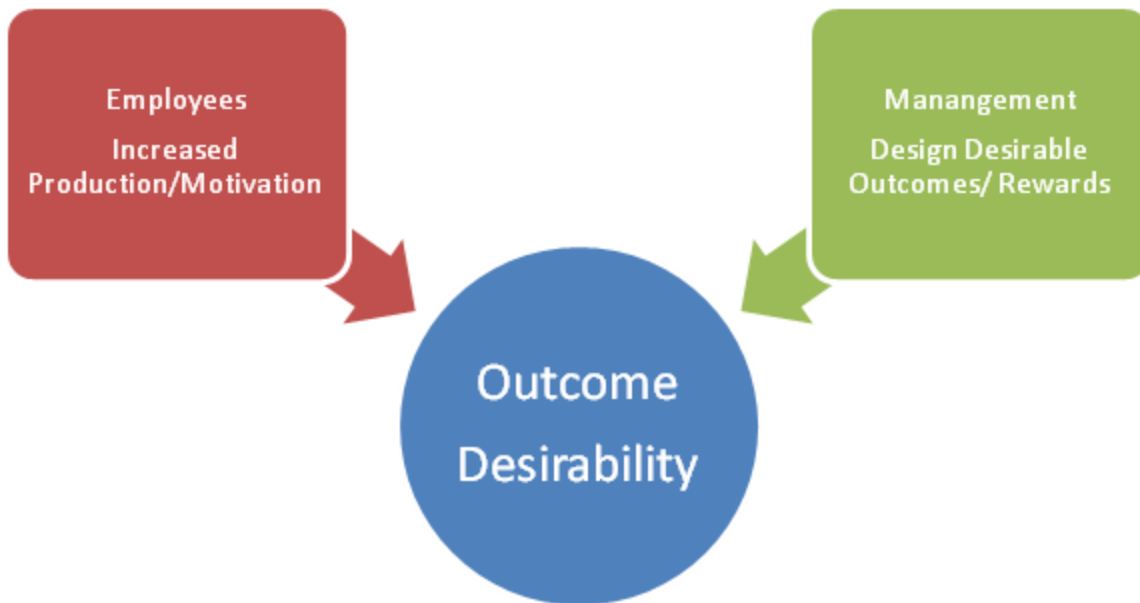 Employees
Increased
Production/Motivation
Manangement
Design Desirable
Outcomes/ Rewards
Outcome
Desirability